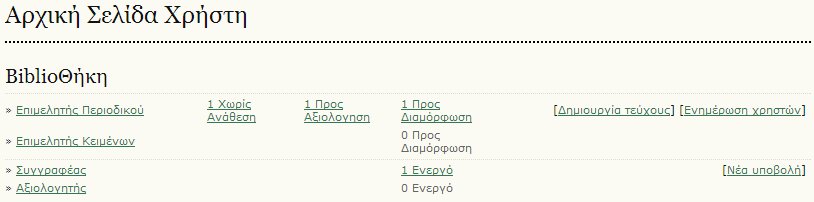 Αρχική Σελίδα Χρήστη
BiblioΘήκη
» Επιμελητής Περιοδικού 1 Χωρίς Ανάθεση 1 Προς Αξιολογηση 1 Προς Διαμόρφωση [Δημιουργία τεύχους] [Ενημέρωση χρηστών]
» Επιμελητής Κειμένων 0 Προς Διαμόρφωση
» Συγγραφέας 1 Ενεργό [Νέα υποβολή]
» Αξιολογητής 0 Ενεργό